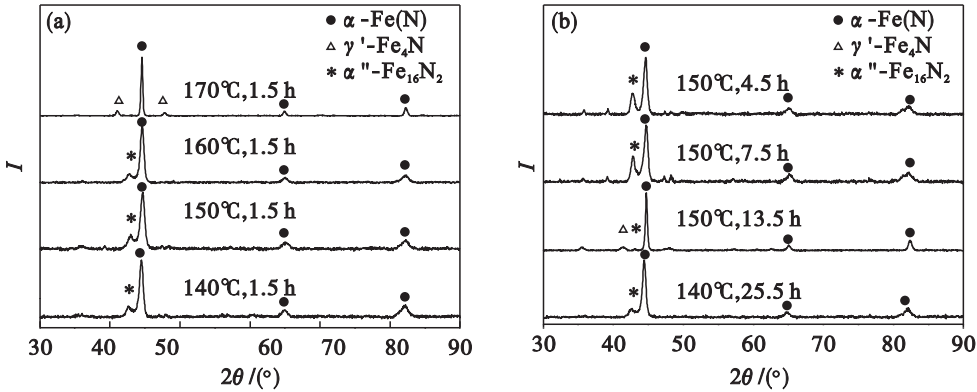 (a)
● α-Fe(N)
△ γ'-Fe₄N
* α"-Fe₁₆N₂
170℃,1.5 h
160℃,1.5 h
150℃,1.5 h
140℃,1.5 h
I
30 40 50 60 70 80 90
2θ/(°)
(b)
● α-Fe(N)
△ γ'-Fe₄N
* α"-Fe₁₆N₂
150℃,4.5 h
150℃,7.5 h
150℃,13.5 h
140℃,25.5 h
I
30 40 50 60 70 80 90
2θ/(°)